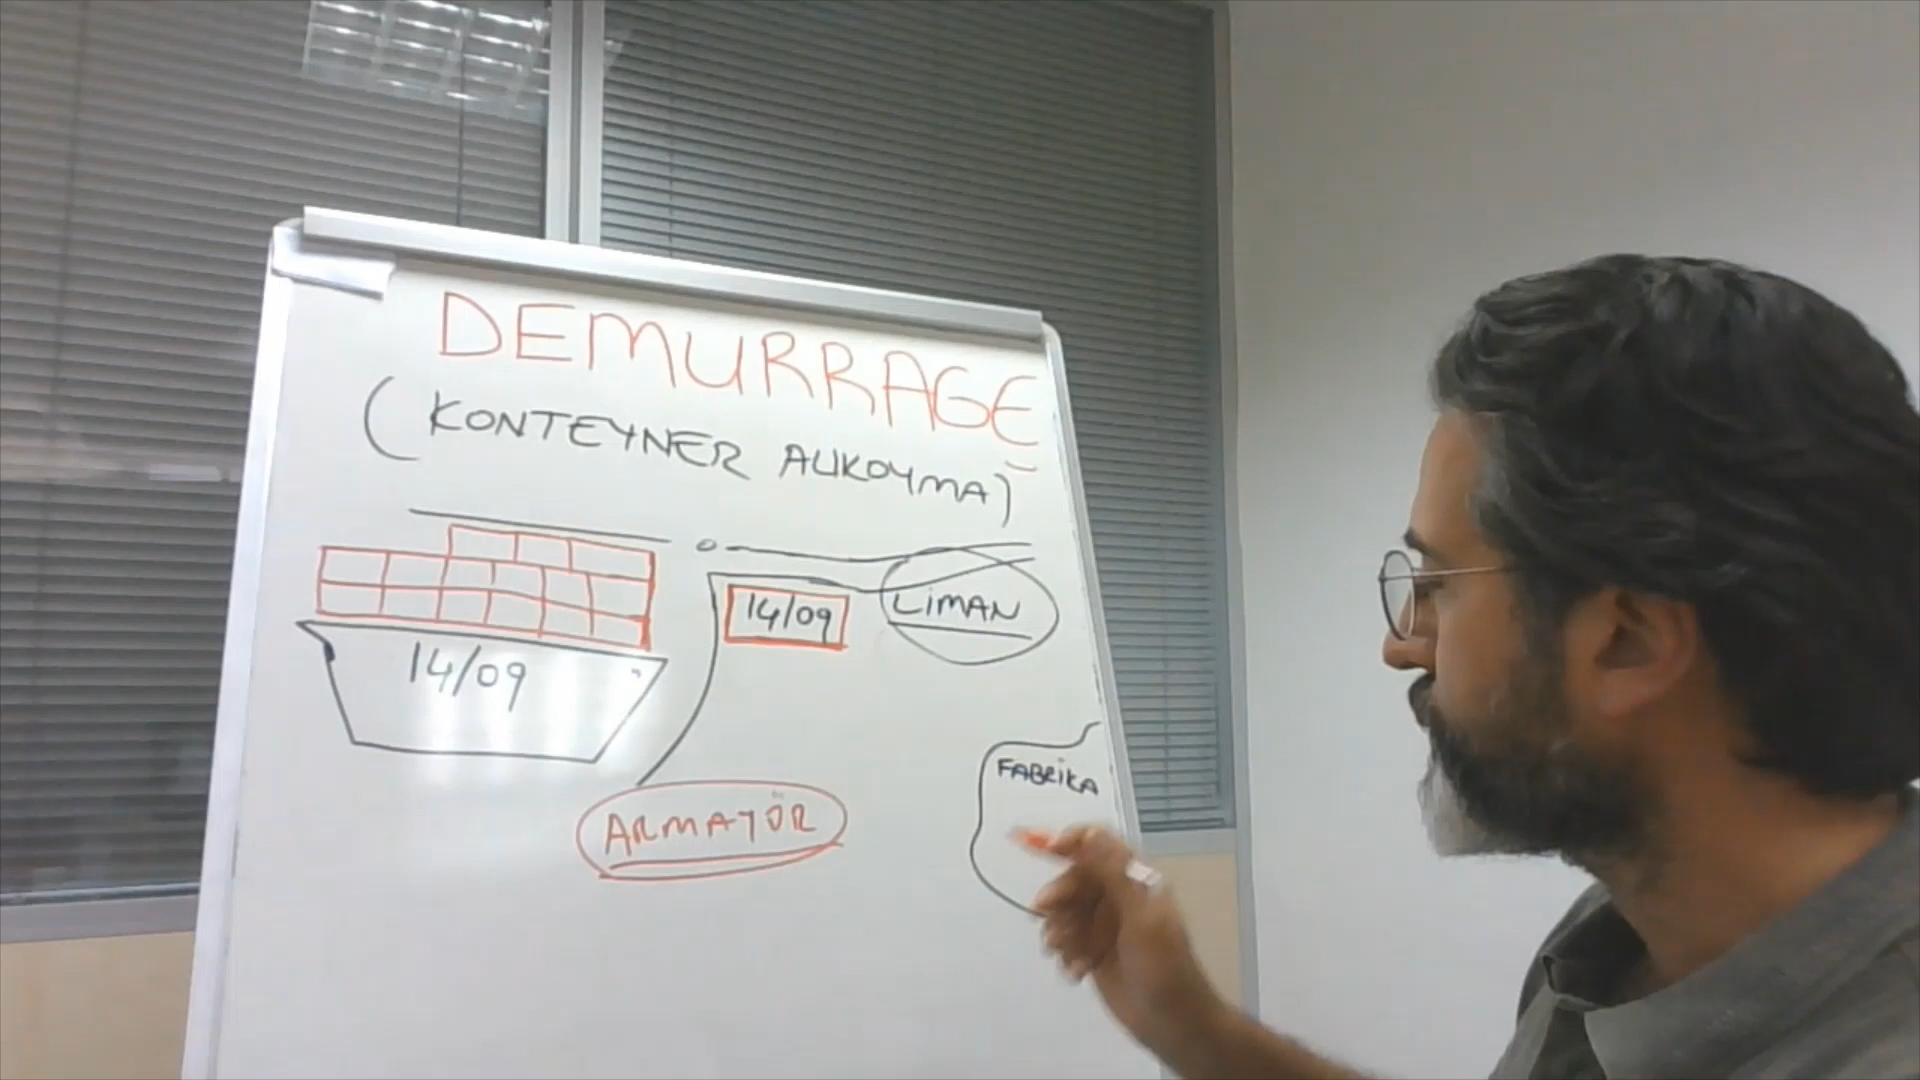 DEMURRAGE
(KONTEYNER ALIKOYMA)
14/09
LİMAN
14/09
FABRİKA
ARMATÖR